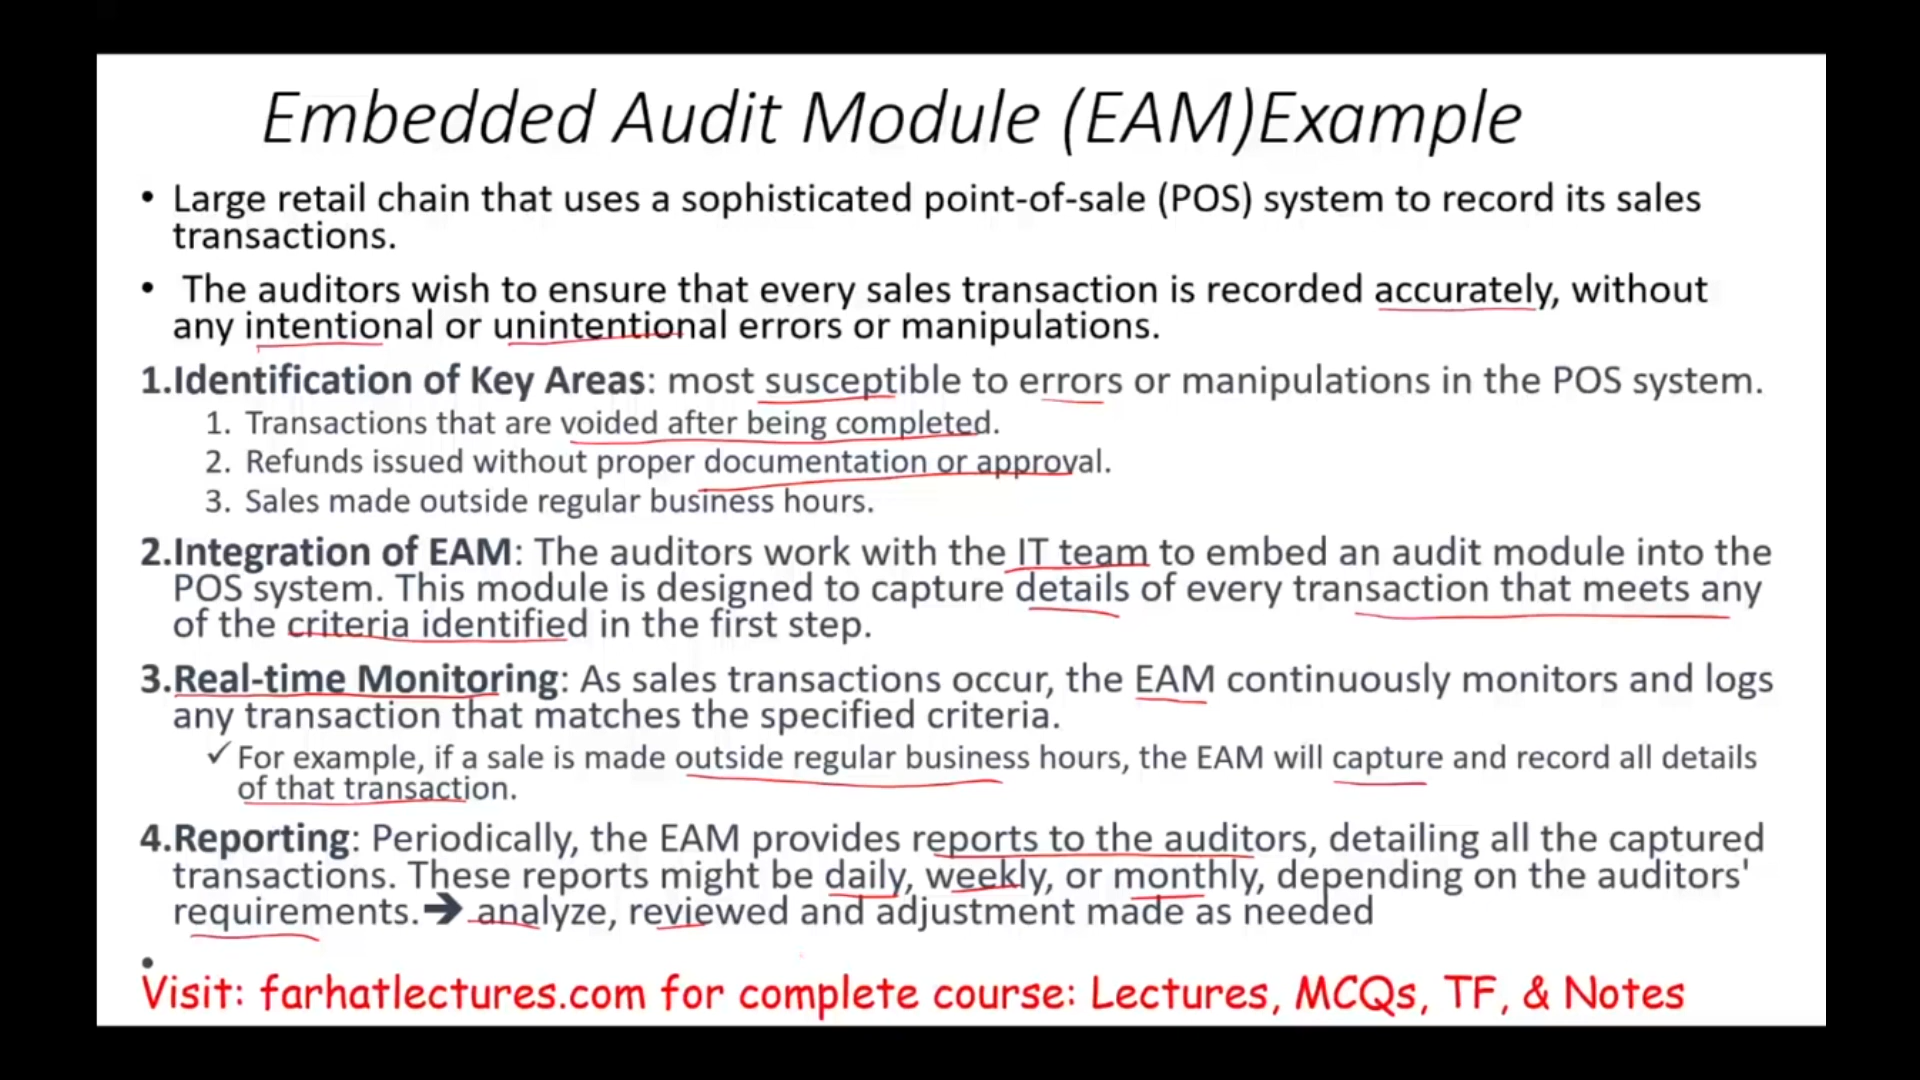 Embedded Audit Module (EAM)Example
• Large retail chain that uses a sophisticated point-of-sale (POS) system to record its sales
transactions.
• The auditors wish to ensure that every sales transaction is recorded accurately, without
any intentional or unintentional errors or manipulations.
1.Identification of Key Areas: most susceptible to errors or manipulations in the POS system.
1. Transactions that are voided after being completed.
2. Refunds issued without proper documentation or approval.
3. Sales made outside regular business hours.
2.Integration of EAM: The auditors work with the IT team to embed an audit module into the
POS system. This module is designed to capture details of every transaction that meets any
of the criteria identified in the first step.
3.Real-time Monitoring: As sales transactions occur, the EAM continuously monitors and logs
any transaction that matches the specified criteria.
✓ For example, if a sale is made outside regular business hours, the EAM will capture and record all details
of that transaction.
4.Reporting: Periodically, the EAM provides reports to the auditors, detailing all the captured
transactions. These reports might be daily, weekly, or monthly, depending on the auditors'
requirements.➔ analyze, reviewed and adjustment made as needed
•
Visit: farhatlectures.com for complete course: Lectures, MCQs, TF, & Notes